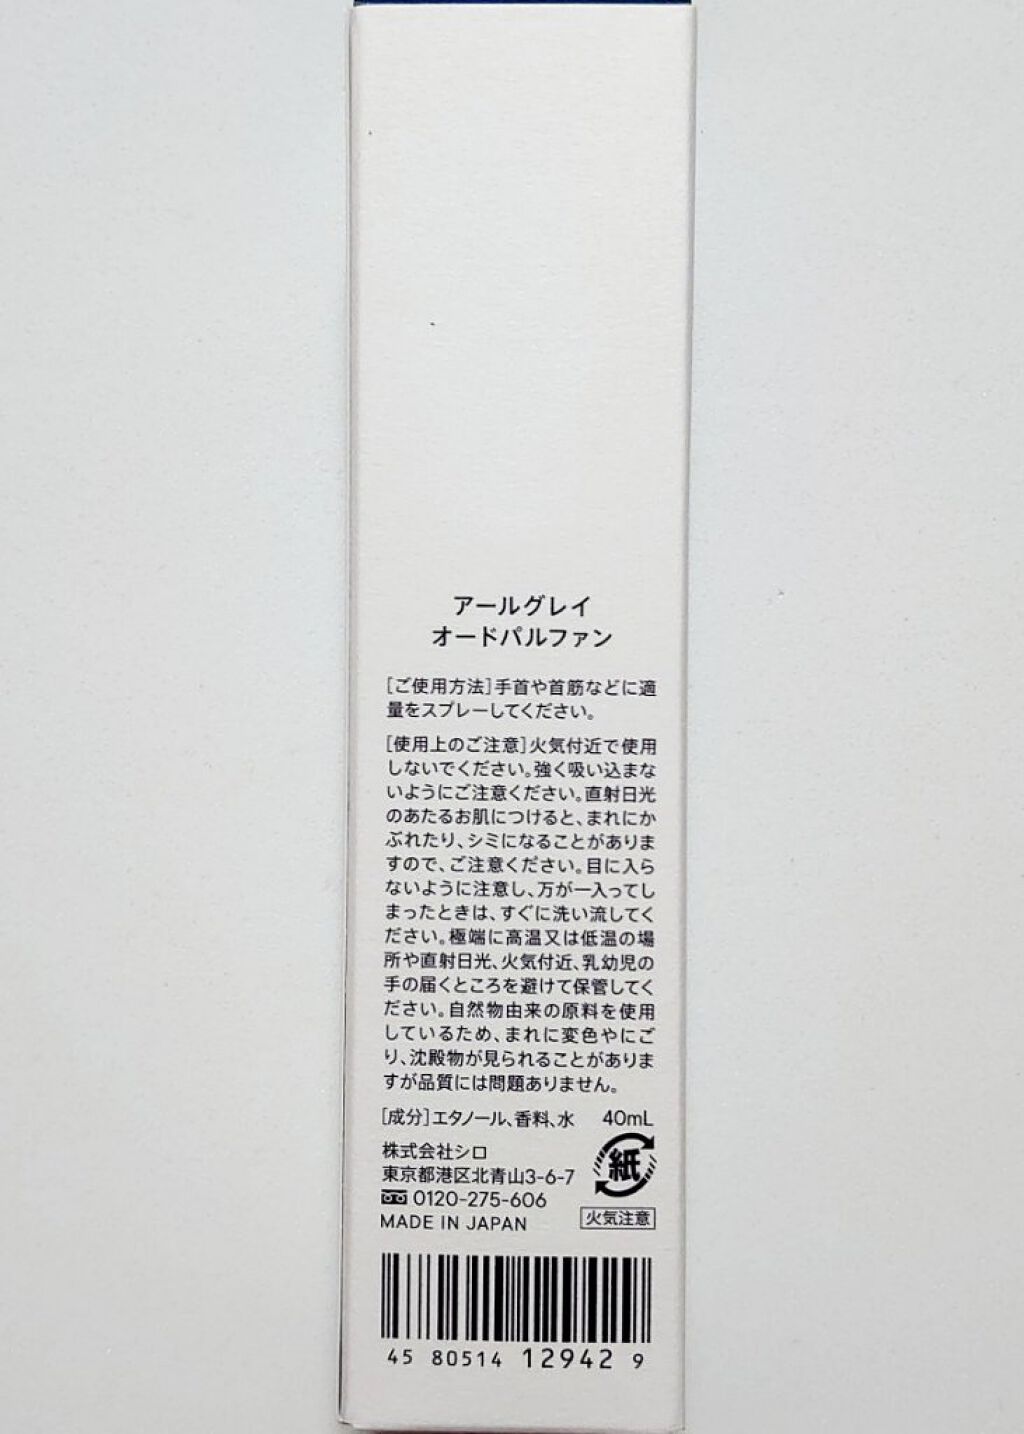 アールグレイ
オードパルファン
[ご使用方法]手首や首筋などに適
量をスプレーしてください。
[使用上のご注意]火気付近で使用
しないでください。強く吸い込まな
いようにご注意ください。直射日光
のあたるお肌につけると、まれにか
ぶれたり、シミになることがありま
すので、ご注意ください。目に入ら
ないように注意し、万が一入ってし
まったときは、すぐに洗い流してく
ださい。極端に高温又は低温の場
所や直射日光、火気付近、乳幼児の
手の届くところを避けて保管してく
ださい。自然物由来の原料を使用
しているため、まれに変色やにご
り、沈殿物が見られることがありま
すが品質には問題ありません。
[成分]エタノール、香料、水 40mL
株式会社シロ
東京都港区北青山3-6-7
0120-275-606
MADE IN JAPAN
紙
火気注意
45 80514 12942 9